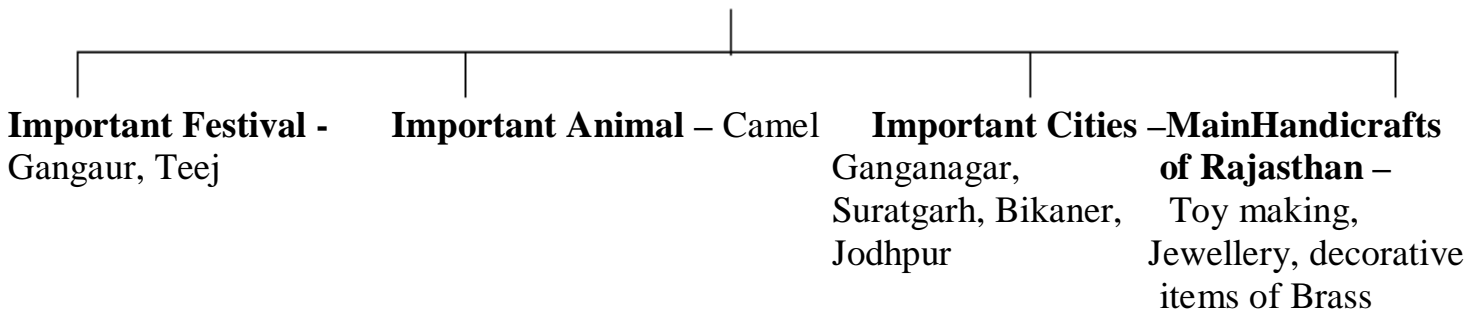 Important Festival -
Gangaur, Teej
Important Animal – Camel
Important Cities –
Ganganagar,
Suratgarh, Bikaner,
Jodhpur
MainHandicrafts
of Rajasthan –
Toy making,
Jewellery, decorative
items of Brass